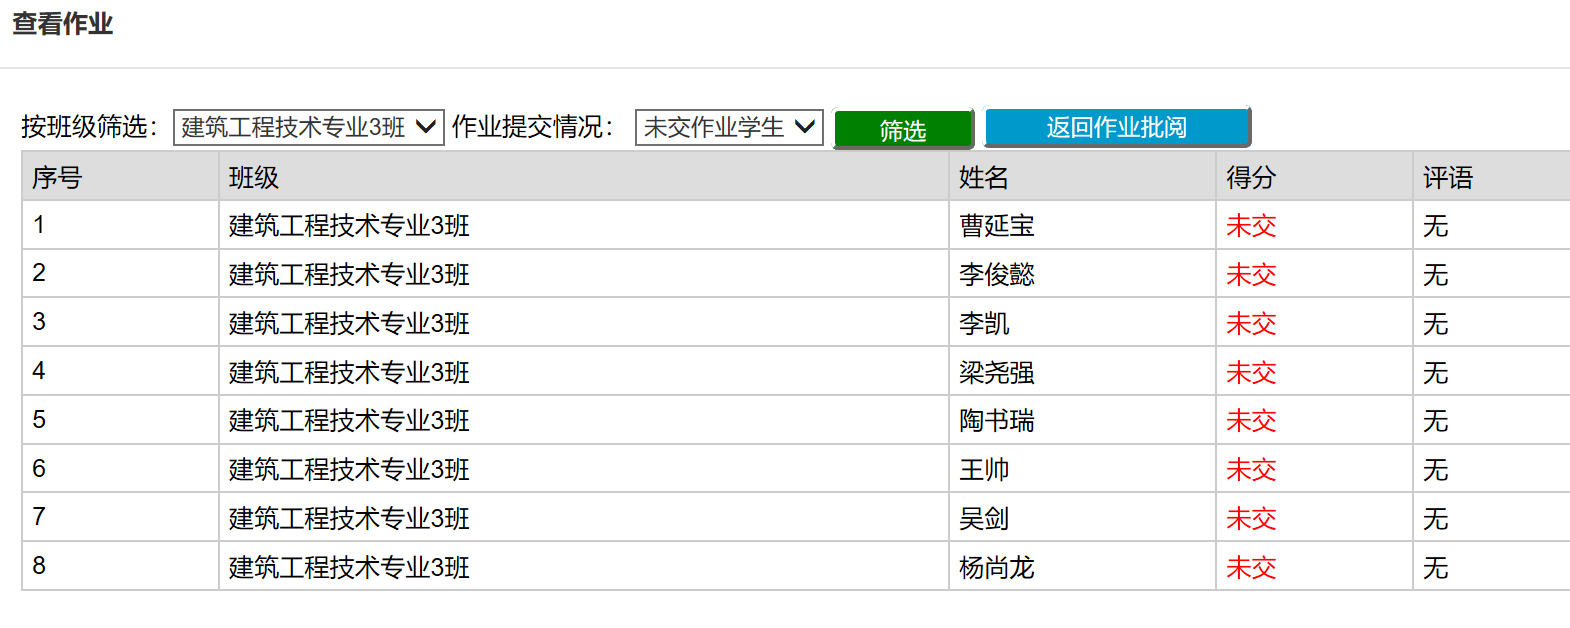 查看作业
按班级筛选： 建筑工程技术专业3班 作业提交情况： 未交作业学生 筛选 返回作业批阅
序号 班级 姓名 得分 评语
1 建筑工程技术专业3班 曹延宝 未交 无
2 建筑工程技术专业3班 李俊懿 未交 无
3 建筑工程技术专业3班 李凯 未交 无
4 建筑工程技术专业3班 梁尧强 未交 无
5 建筑工程技术专业3班 陶书瑞 未交 无
6 建筑工程技术专业3班 王帅 未交 无
7 建筑工程技术专业3班 吴剑 未交 无
8 建筑工程技术专业3班 杨尚龙 未交 无